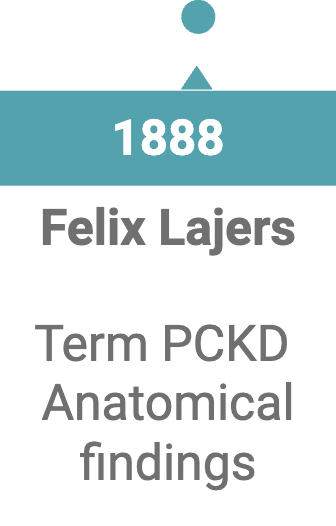 1888
Felix Lajers
Term PCKD
Anatomical
findings